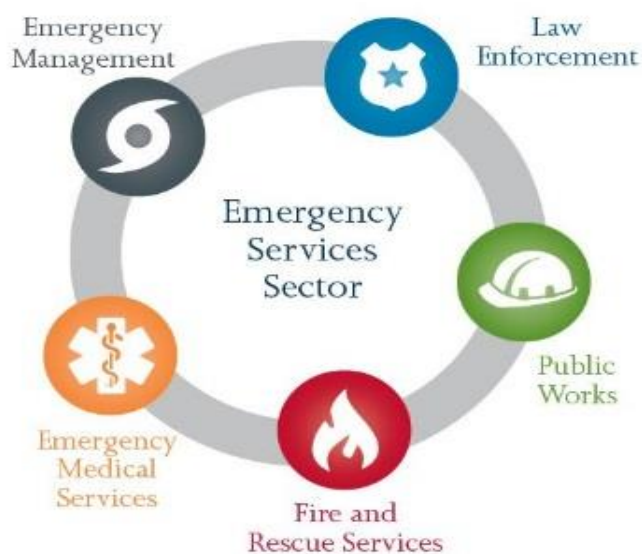 Emergency
Management
Law
Enforcement
Emergency
Services
Sector
Public
Works
Emergency
Medical
Services
Fire and
Rescue Services